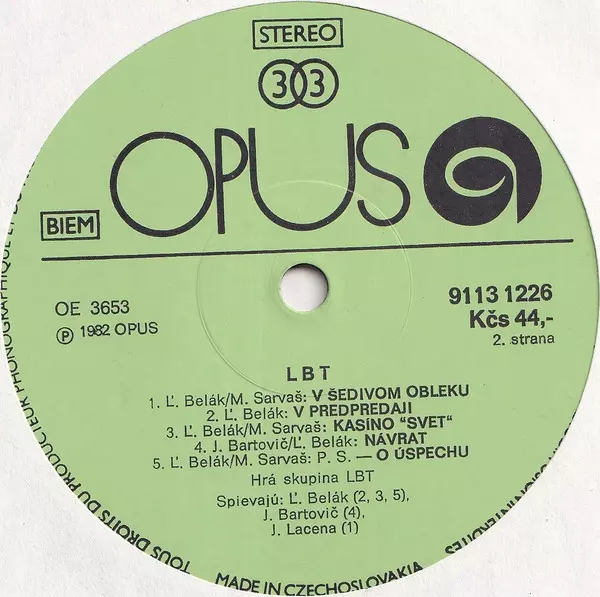 STEREO
33
OPUS
BIEM
OE 3653
℗ 1982 OPUS
9113 1226
Kčs 44,-
2. strana
LBT
1. Ľ. Belák/M. Sarvaš: V ŠEDIVOM OBLEKU
2. Ľ. Belák: V PREDPREDAJI
3. Ľ. Belák/M. Sarvaš: KASÍNO "SVET"
4. J. Bartovič/Ľ. Belák: NÁVRAT
5. Ľ. Belák/M. Sarvaš: P. S. — O ÚSPECHU
Hrá skupina LBT
Spievajú: Ľ. Belák (2, 3, 5),
J. Bartovič (4),
J. Lacena (1)
TOUS DROITS DU PRODUCTEUR PHONOGRAPHIQUE
MADE IN CZECHOSLOVAKIA